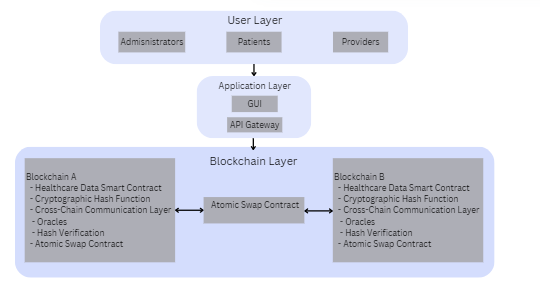 User Layer
Admisnistrators
Patients
Providers
Application Layer
GUI
API Gateway
Blockchain Layer
Blockchain A
- Healthcare Data Smart Contract
- Cryptographic Hash Function
- Cross-Chain Communication Layer
- Oracles
- Hash Verification
- Atomic Swap Contract
Atomic Swap Contract
Blockchain B
- Healthcare Data Smart Contract
- Cryptographic Hash Function
- Cross-Chain Communication Layer
- Oracles
- Hash Verification
- Atomic Swap Contract